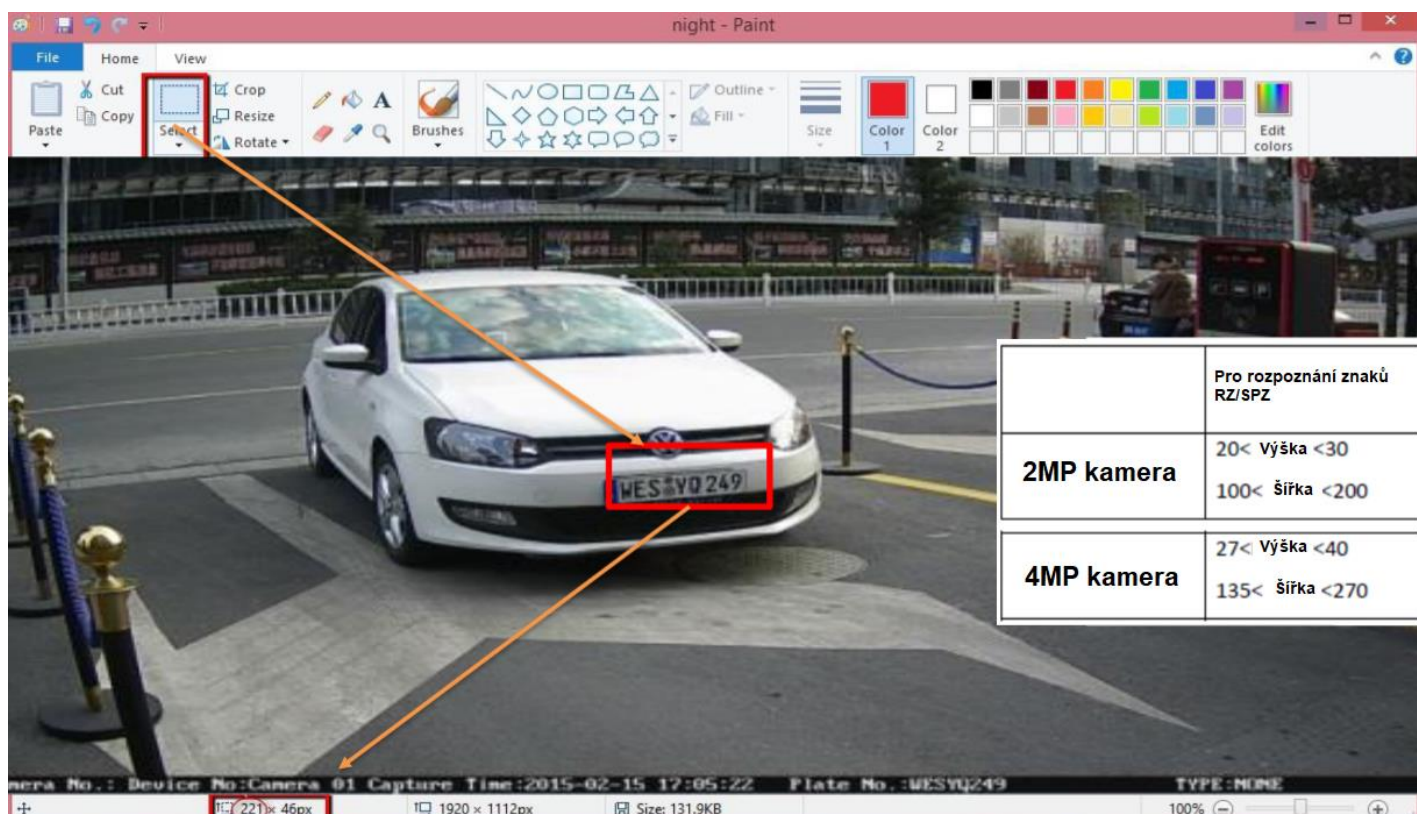 night - Paint
File Home View
Cut
Copy
Paste
Select
Crop
Resize
Rotate
A
Brushes
Outline
Fill
Size
Color 1
Color 2
Edit colors
WES YQ 249
Pro rozpoznání znaků
RZ/SPZ
2MP kamera
20< Výška <30
100< Šířka <200
4MP kamera
27< Výška <40
135< Šířka <270
mera No.: Device No:Camera 01 Capture Time:2015-02-15 17:05:22 Plate No.:WESYQ249 TYPE:NONE
221 × 46px 1920 × 1112px Size: 131.9KB 100%